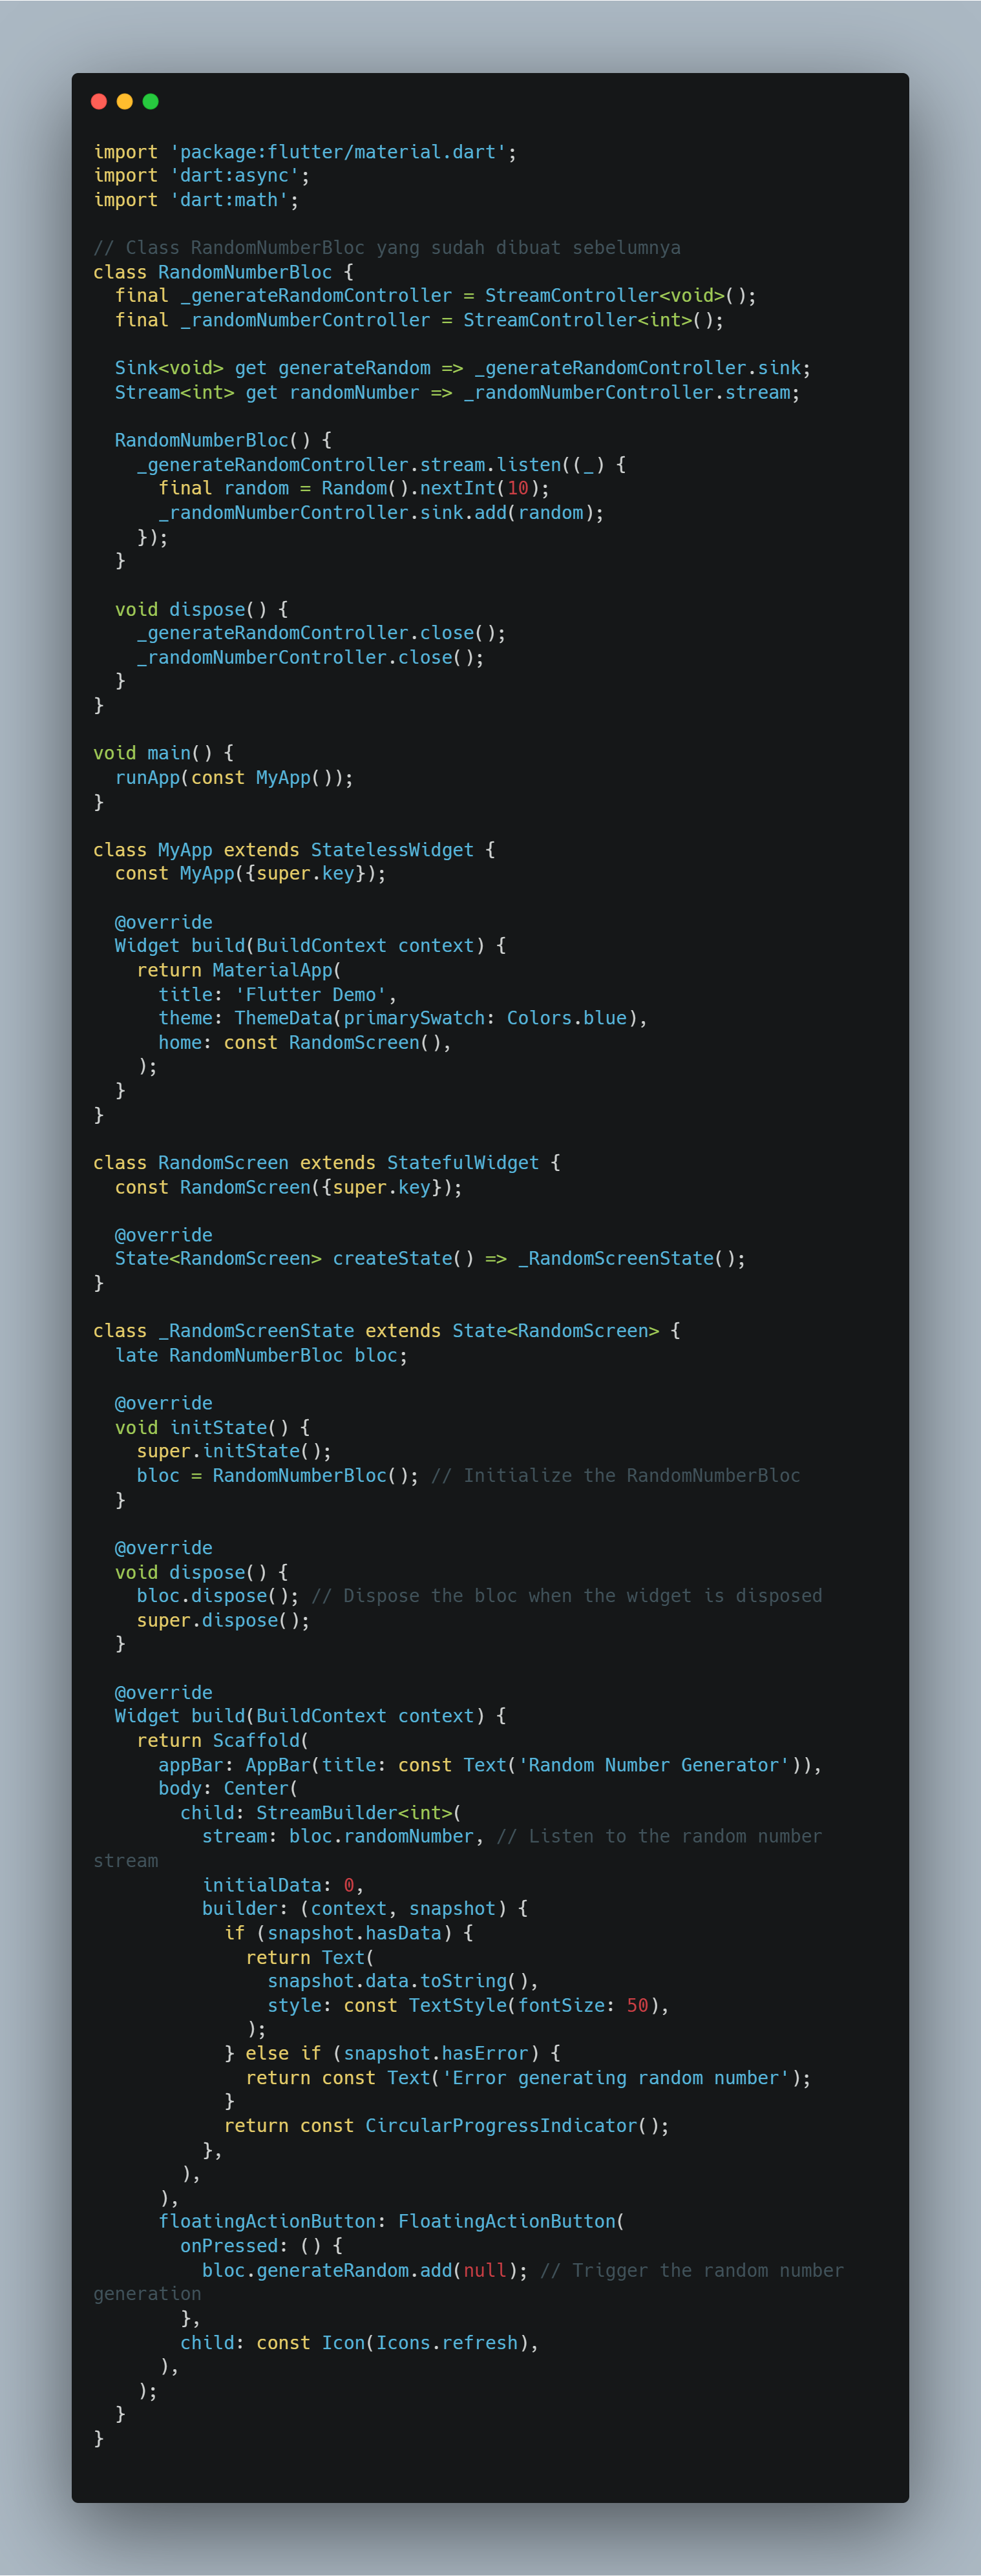 import 'package:flutter/material.dart';
import 'dart:async';
import 'dart:math';

// Class RandomNumberBloc yang sudah dibuat sebelumnya
class RandomNumberBloc {
  final _generateRandomController = StreamController<void>();
  final _randomNumberController = StreamController<int>();

  Sink<void> get generateRandom => _generateRandomController.sink;
  Stream<int> get randomNumber => _randomNumberController.stream;

  RandomNumberBloc() {
    _generateRandomController.stream.listen((_) {
      final random = Random().nextInt(10);
      _randomNumberController.sink.add(random);
    });
  }

  void dispose() {
    _generateRandomController.close();
    _randomNumberController.close();
  }
}

void main() {
  runApp(const MyApp());
}

class MyApp extends StatelessWidget {
  const MyApp({super.key});

  @override
  Widget build(BuildContext context) {
    return MaterialApp(
      title: 'Flutter Demo',
      theme: ThemeData(primarySwatch: Colors.blue),
      home: const RandomScreen(),
    );
  }
}

class RandomScreen extends StatefulWidget {
  const RandomScreen({super.key});

  @override
  State<RandomScreen> createState() => _RandomScreenState();
}

class _RandomScreenState extends State<RandomScreen> {
  late RandomNumberBloc bloc;

  @override
  void initState() {
    super.initState();
    bloc = RandomNumberBloc(); // Initialize the RandomNumberBloc
  }

  @override
  void dispose() {
    bloc.dispose(); // Dispose the bloc when the widget is disposed
    super.dispose();
  }

  @override
  Widget build(BuildContext context) {
    return Scaffold(
      appBar: AppBar(title: const Text('Random Number Generator')),
      body: Center(
        child: StreamBuilder<int>(
          stream: bloc.randomNumber, // Listen to the random number
stream
          initialData: 0,
          builder: (context, snapshot) {
            if (snapshot.hasData) {
              return Text(
                snapshot.data.toString(),
                style: const TextStyle(fontSize: 50),
              );
            } else if (snapshot.hasError) {
              return const Text('Error generating random number');
            }
            return const CircularProgressIndicator();
          },
        ),
      ),
      floatingActionButton: FloatingActionButton(
        onPressed: () {
          bloc.generateRandom.add(null); // Trigger the random number
generation
        },
        child: const Icon(Icons.refresh),
      ),
    );
  }
}